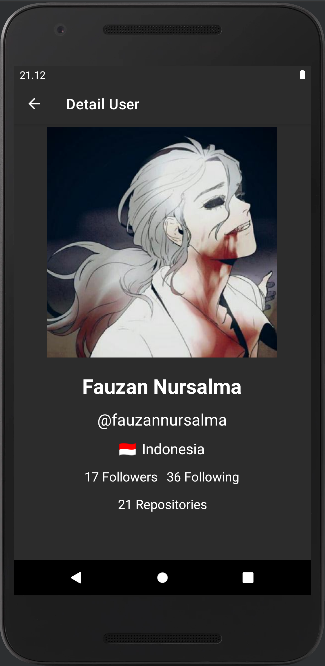 21.12
Detail User
Fauzan Nursalma
@fauzannursalma
🇮🇩 Indonesia
17 Followers 36 Following
21 Repositories